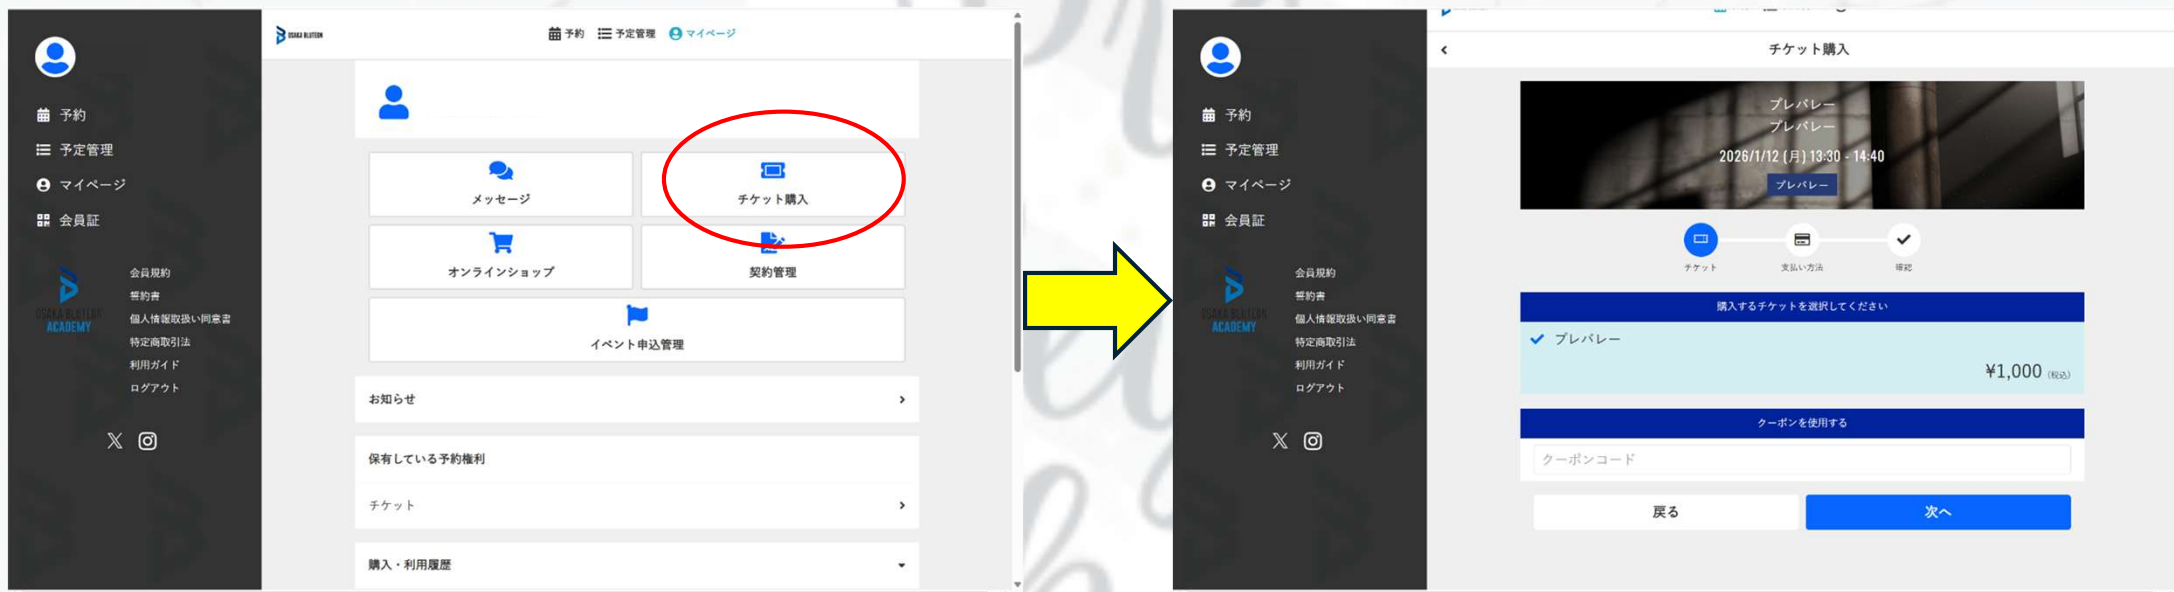 予約
予定管理
マイページ
会員証
OSAKA BLUTEON
ACADEMY
会員規約
誓約書
個人情報取扱い同意書
特定商取引法
利用ガイド
ログアウト
OSAKA BLUTEON
予約 予定管理 マイページ
メッセージ
チケット購入
オンラインショップ
契約管理
イベント申込管理
お知らせ
保有している予約権利
チケット
購入・利用履歴
予約
予定管理
マイページ
会員証
OSAKA BLUTEON
ACADEMY
会員規約
誓約書
個人情報取扱い同意書
特定商取引法
利用ガイド
ログアウト
チケット購入
プレバレー
プレバレー
2026/1/12 (月) 13:30 - 14:40
プレバレー
チケット 支払い方法 確認
購入するチケットを選択してください
プレバレー
¥1,000 (税込)
クーポンを使用する
クーポンコード
戻る 次へ